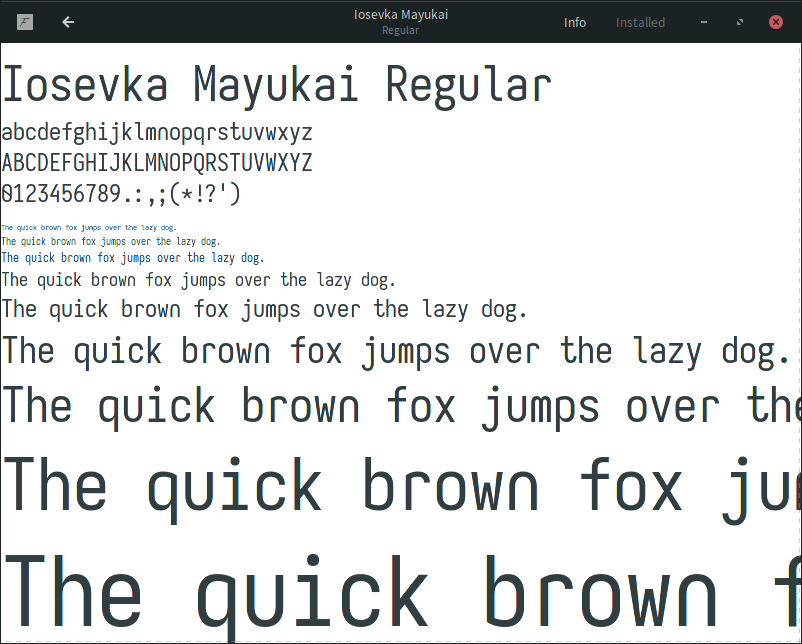 Iosevka Mayukai
Regular
Info
Installed
Iosevka Mayukai Regular
abcdefghijklmnopqrstuvwxyz
ABCDEFGHIJKLMNOPQRSTUVWXYZ
0123456789.:,;(*!?')
The quick brown fox jumps over the lazy dog.
The quick brown fox jumps over the lazy dog.
The quick brown fox jumps over the lazy dog.
The quick brown fox jumps over the lazy dog.
The quick brown fox jumps over the lazy dog.
The quick brown fox jumps over the lazy dog.
The quick brown fox jumps over the
The quick brown fox ju
The quick brown f